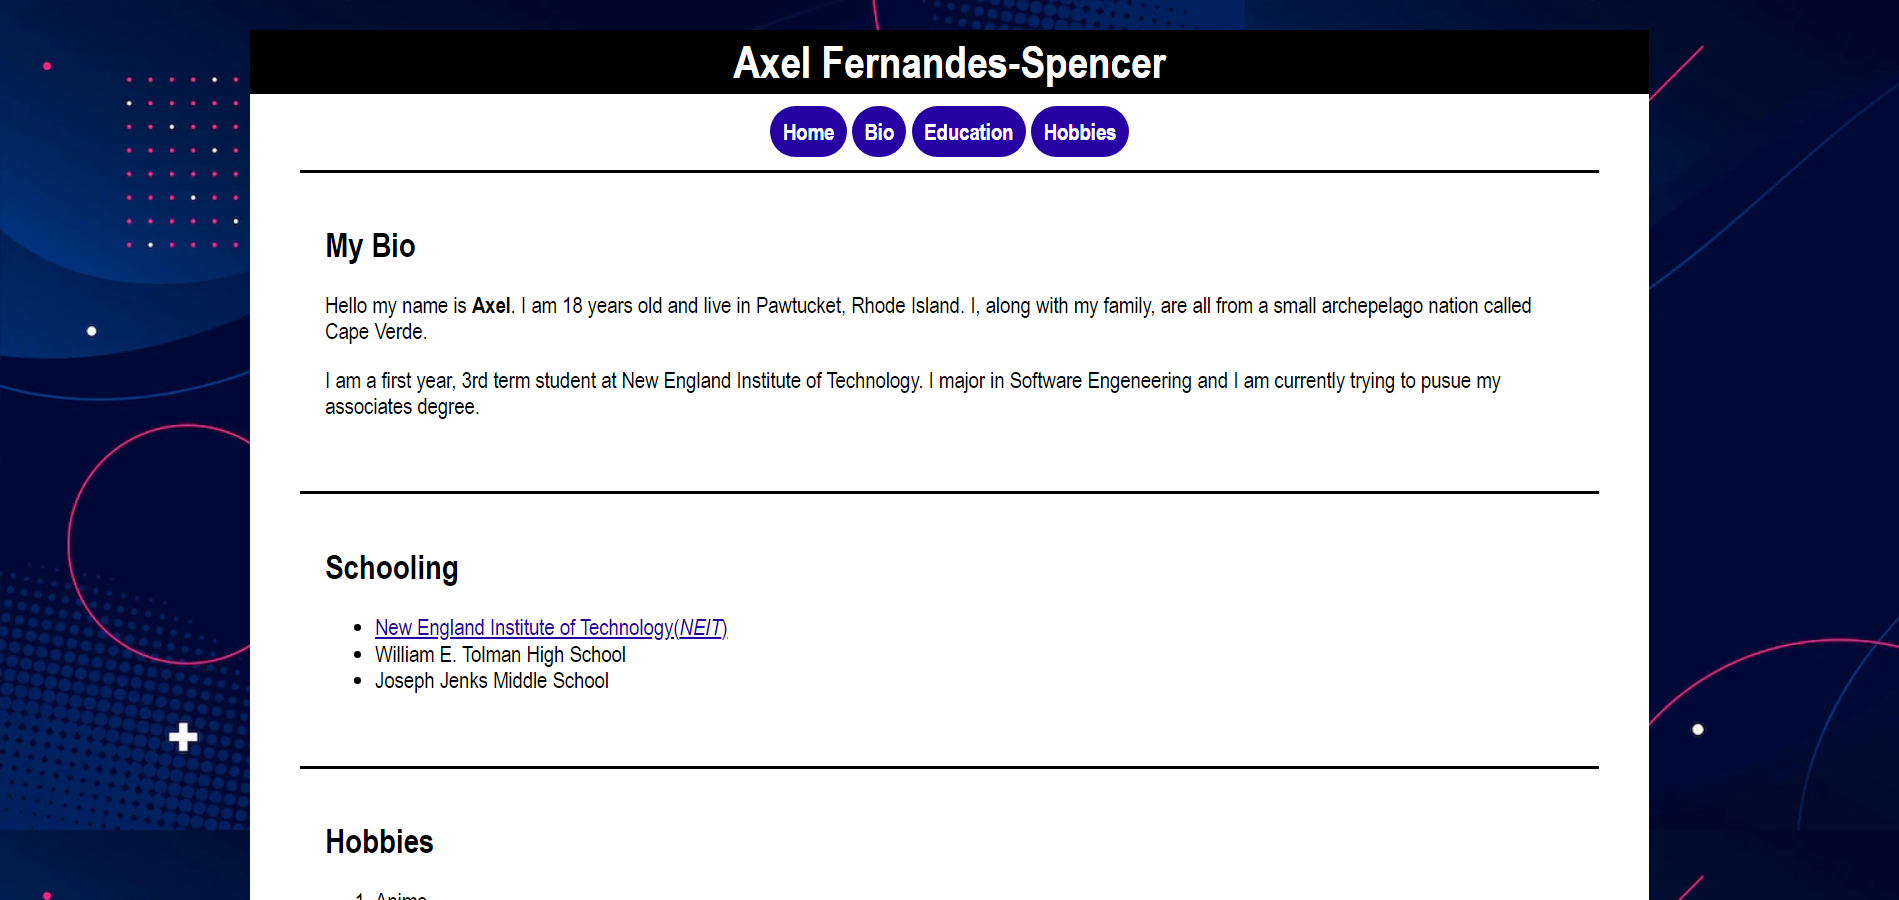 Axel Fernandes-Spencer
Home Bio Education Hobbies
My Bio
Hello my name is Axel. I am 18 years old and live in Pawtucket, Rhode Island. I, along with my family, are all from a small archepelago nation called
Cape Verde.
I am a first year, 3rd term student at New England Institute of Technology. I major in Software Engeneering and I am currently trying to pusue my
associates degree.
Schooling
• New England Institute of Technology(NEIT)
• William E. Tolman High School
• Joseph Jenks Middle School
Hobbies
1. Anime